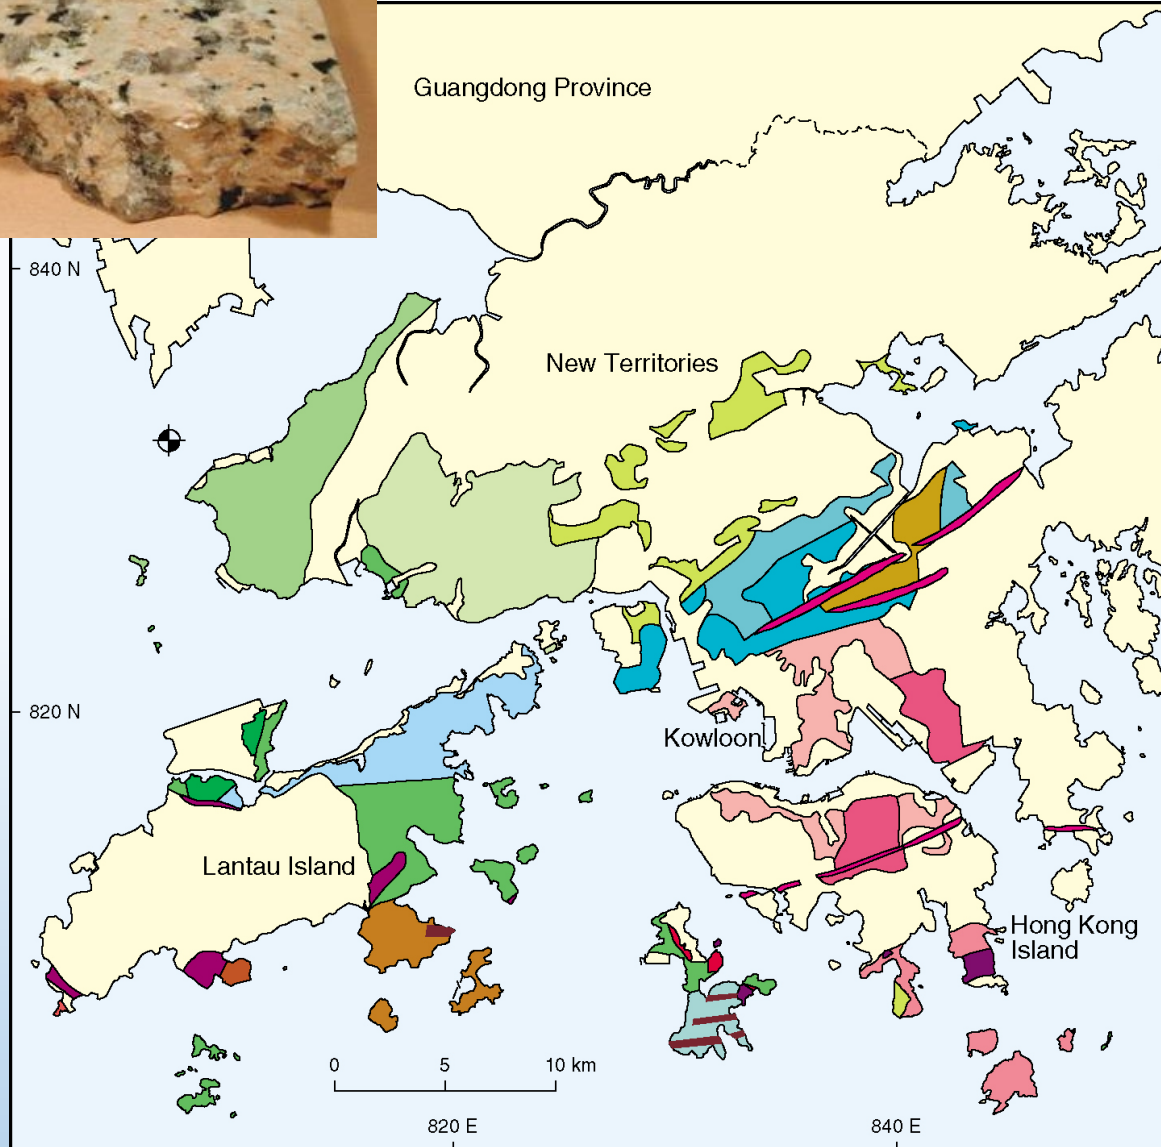 Guangdong Province
840 N
New Territories
820 N
Kowloon
Lantau Island
Hong Kong
Island
0 5 10 km
820 E 840 E